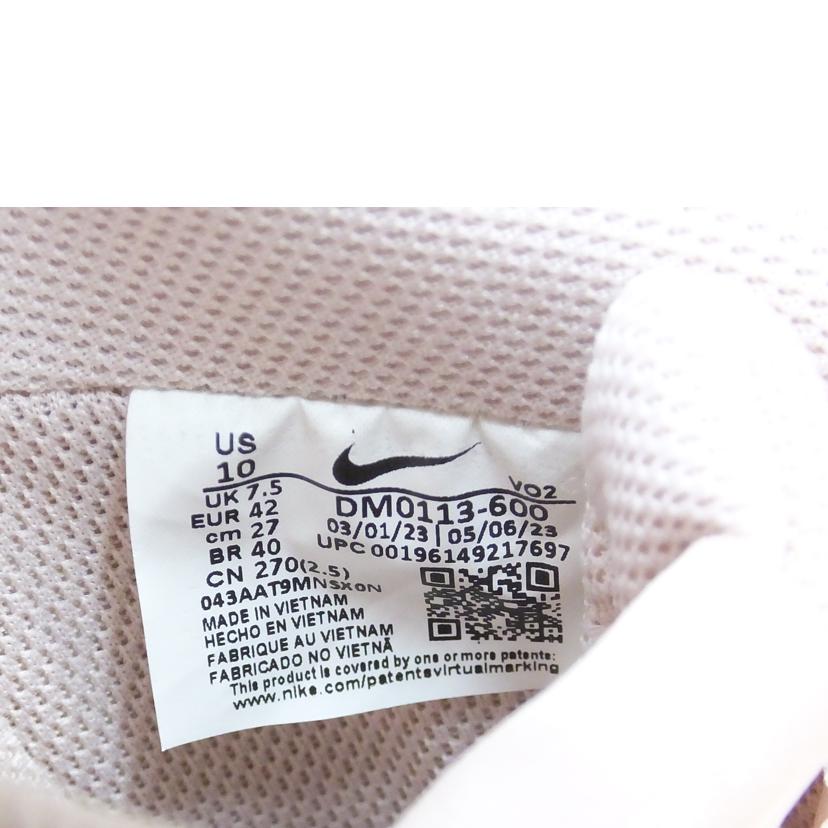 US
10
UK 7.5
EUR 42
cm 27
BR 40
CN 270(2.5)
043AAT9MNSX0N
MADE IN VIETNAM
HECHO EN VIETNAM
FABRIQUE AU VIETNAM
FABRICADO NO VIETNÃ
VO2
DM0113-600
03/01/23 | 05/06/23
UPC 00196149217697
This product is covered by one or more patents:
www.nike.com/patentsvirtualmarking